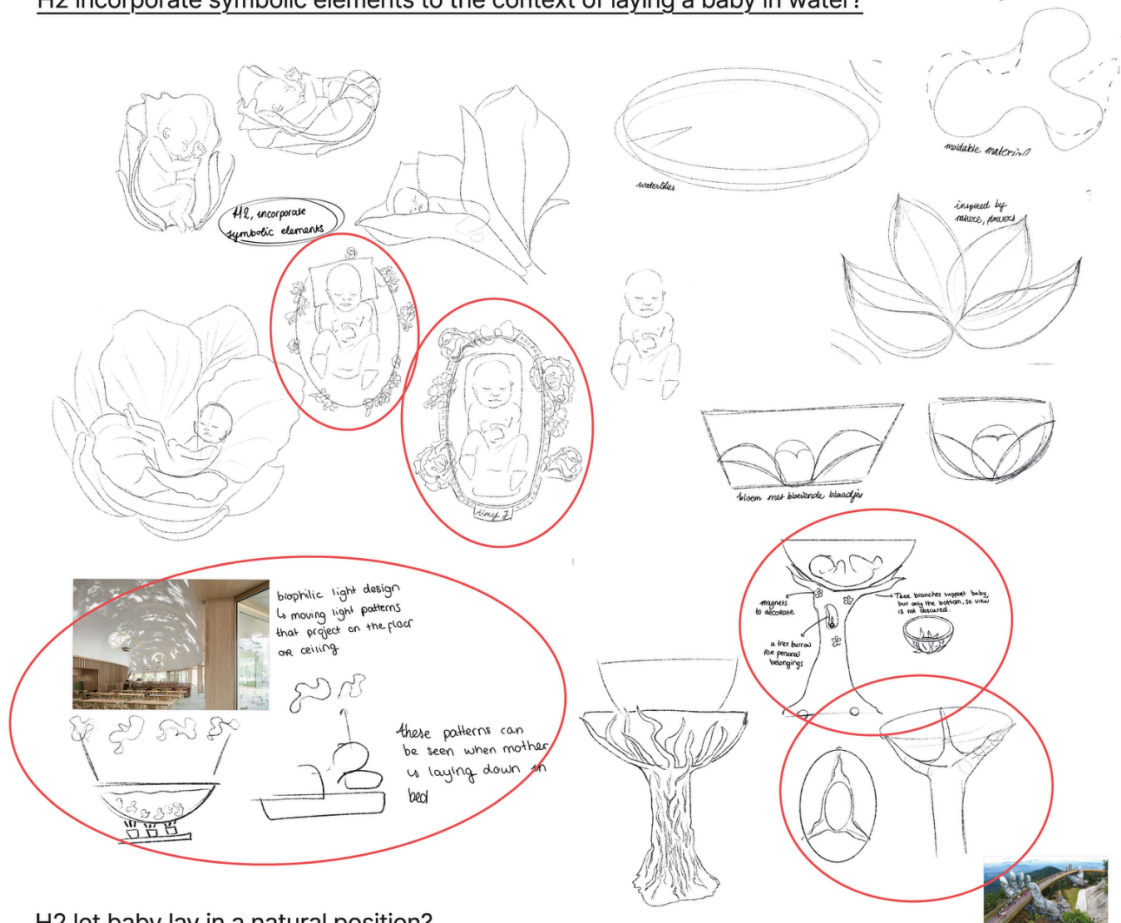 H2 incorporate symbolic elements to the context of laying a baby in water?
moldable material
waterlilies
H2, incorporate
symbolic elements
inspired by
nature, flowers
bloem met bloeiende blaadjes
magnets
to decorate
Tree branches support baby,
but only the bottom, so view
is not obscured.
a tree burrow
for personal
belongings
biophilic light design
↳ moving light patterns
that project on the floor
OR ceiling
these patterns can
be seen when mother
is laying down in
bed
H2 let baby lay in a natural position?